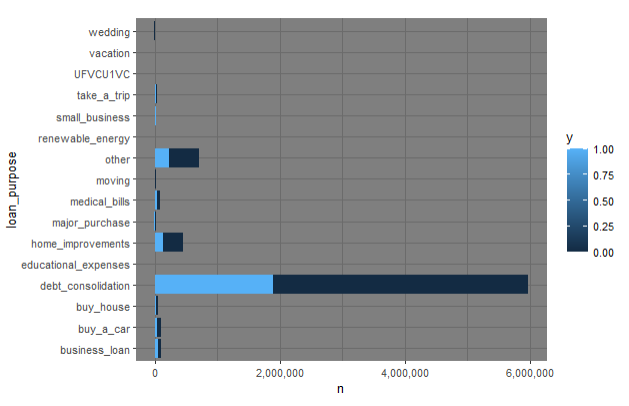 wedding
vacation
UFVCU1VC
take_a_trip
small_business
renewable_energy
other
moving
medical_bills
major_purchase
home_improvements
educational_expenses
debt_consolidation
buy_house
buy_a_car
business_loan
loan_purpose
0
2,000,000
4,000,000
6,000,000
n
y
1.00
0.75
0.50
0.25
0.00